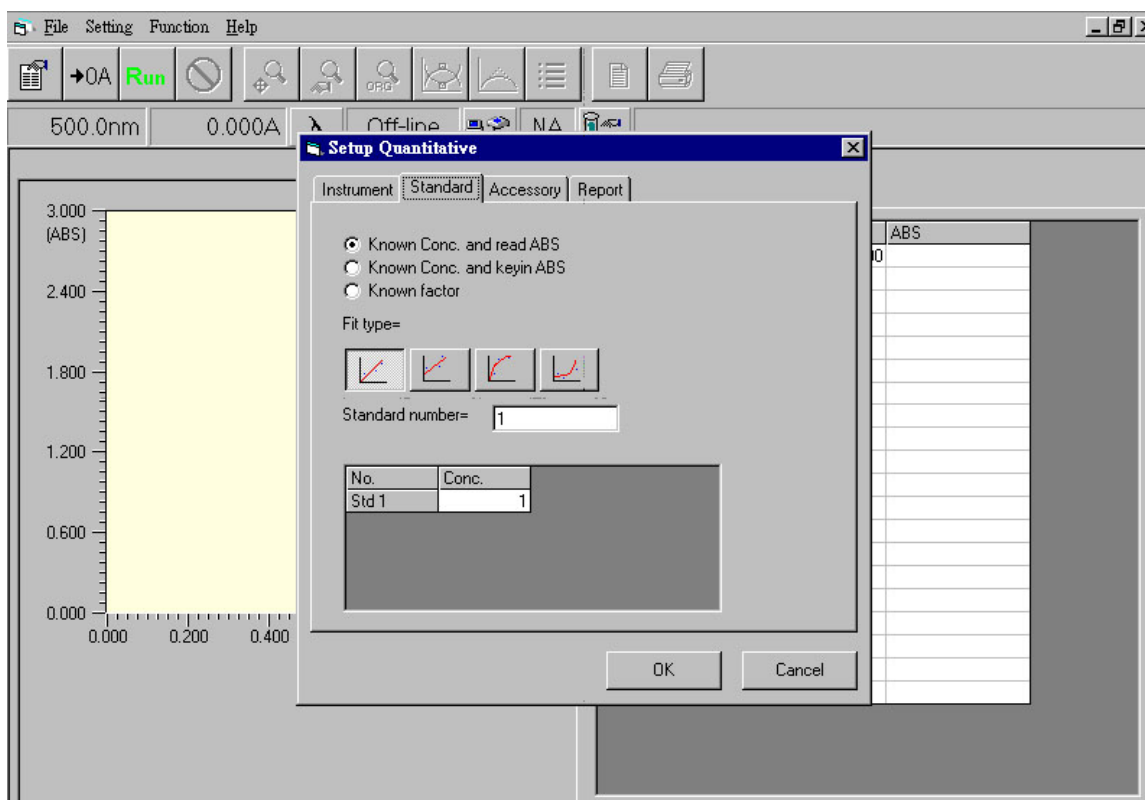 File Setting Function Help
→0A Run
ORG
500.0nm 0.000A λ Off-line NA
Setup Quantitative
Instrument Standard Accessory Report
Known Conc. and read ABS
Known Conc. and keyin ABS
Known factor
Fit type=
Standard number= 1
No. Conc.
Std 1 1
OK Cancel
3.000
(ABS)
2.400
1.800
1.200
0.600
0.000
0.000 0.200 0.400
ABS